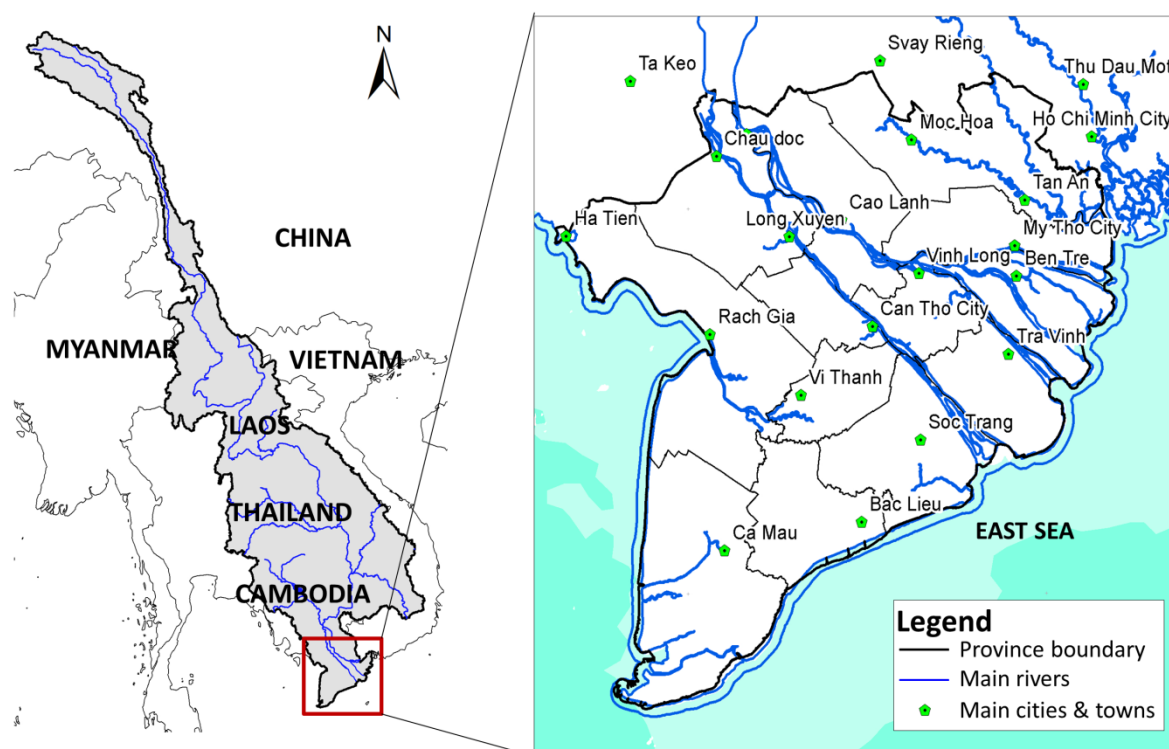 N
CHINA
MYANMAR
VIETNAM
LAOS
THAILAND
CAMBODIA
Svay Rieng
Ta Keo
Thu Dau Mot
Moc Hoa
Ho Chi Minh City
Chau doc
Tan An
Cao Lanh
Ha Tien
Long Xuyen
My Tho City
Vinh Long
Ben Tre
Rach Gia
Can Tho City
Tra Vinh
Vi Thanh
Soc Trang
Bac Lieu
Ca Mau
EAST SEA
Legend
Province boundary
Main rivers
Main cities & towns